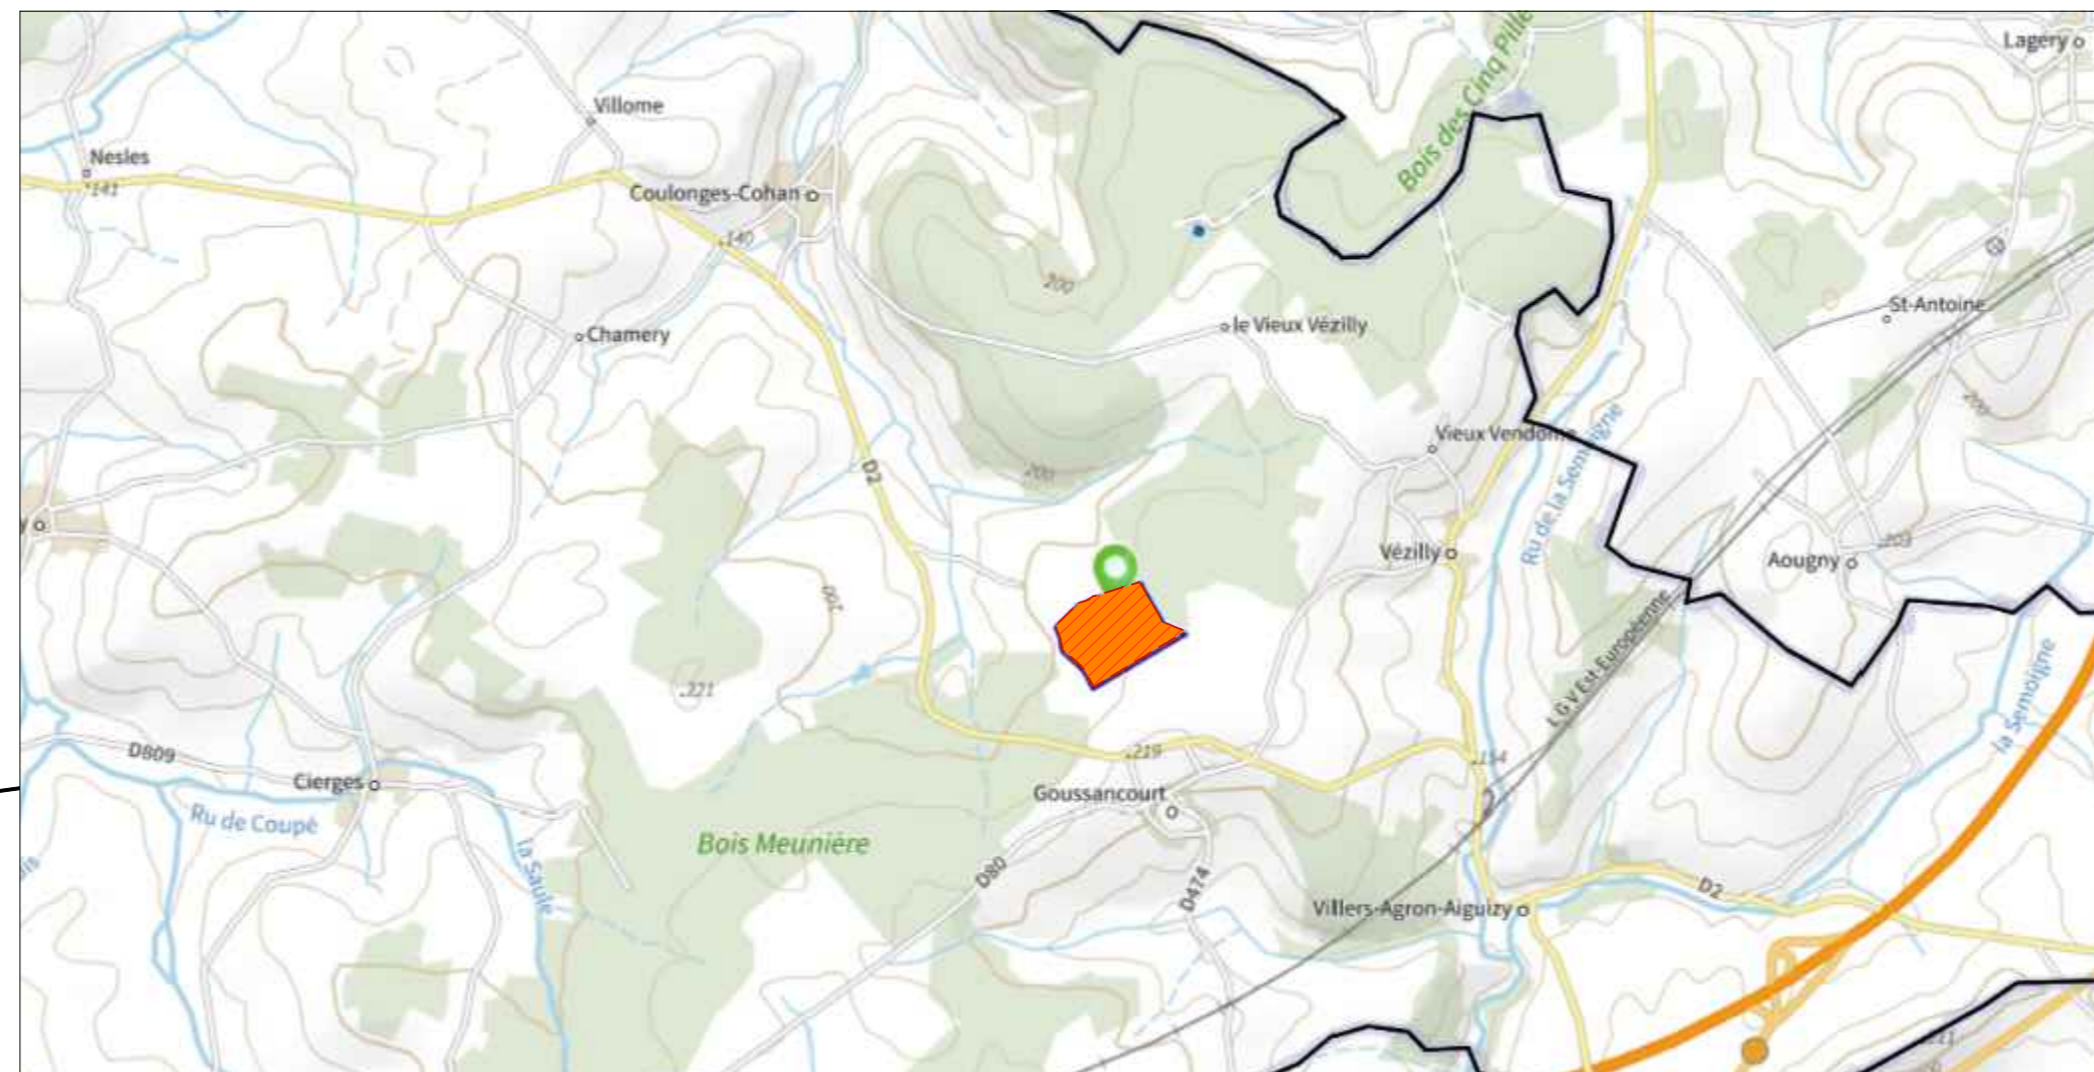 Lagery
Bois des Cinq Pille
Villome
Nesles
141
Coulonges-Cohan
140
200
St-Antoine
le Vieux Vézilly
Chamery
200
Vieux Vendome
D2
200
y
Ru de la Semoigne
Vézilly
Aougny
203
200
L G V Est Européenne
221
la Semoigne
219
154
D809
Cierges
Goussancourt
Ru de Coupé
Bois Meunière
la Saule
D80
D474
D2
Villers-Agron-Aiguizy